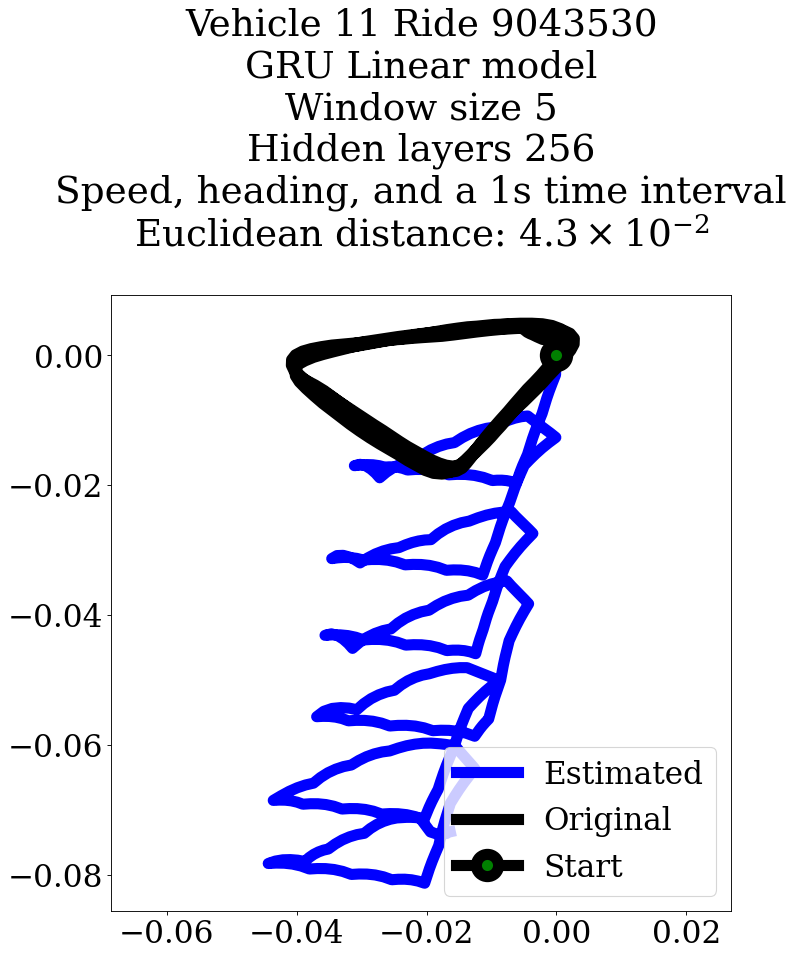 Vehicle 11 Ride 9043530
GRU Linear model
Window size 5
Hidden layers 256
Speed, heading, and a 1s time interval
Euclidean distance: 4.3 × 10⁻²
0.00
−0.02
−0.04
−0.06
−0.08
Estimated
Original
Start
−0.06 −0.04 −0.02 0.00 0.02